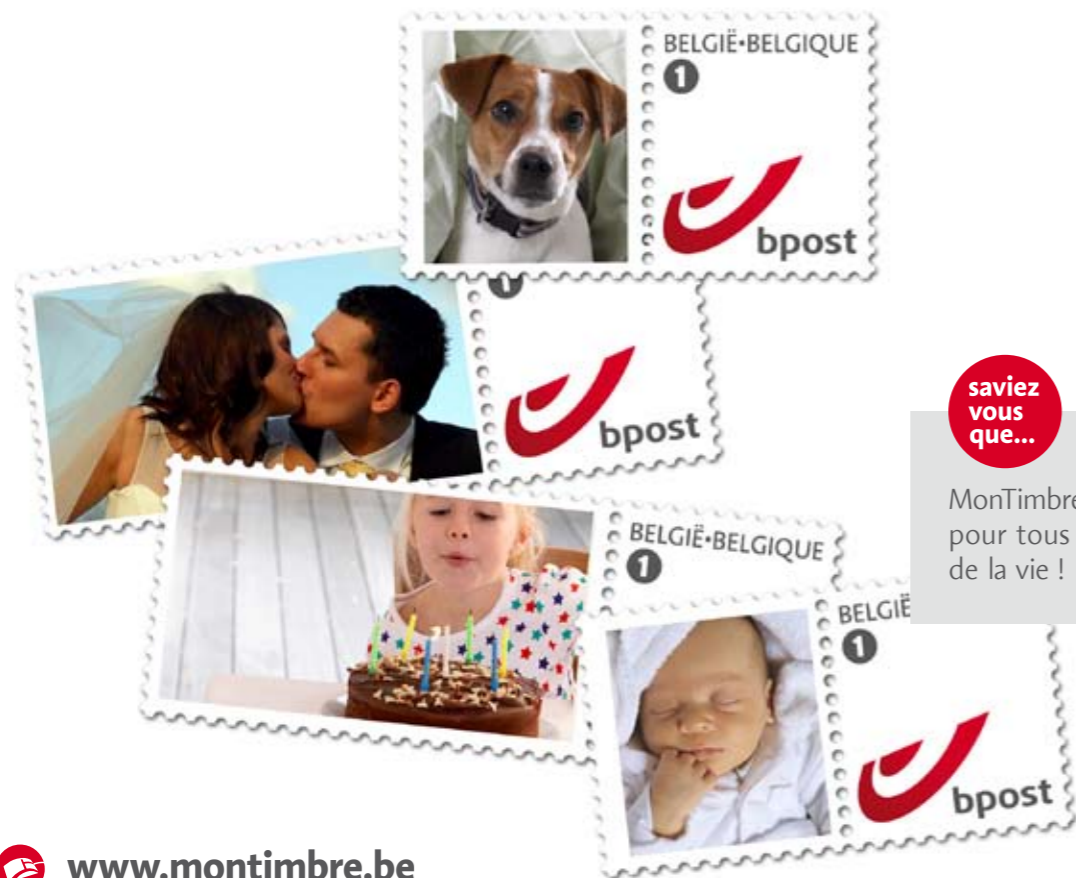 BELGIË•BELGIQUE
1
bpost
1
bpost
saviez
vous
que...
MonTimbre
pour tous
de la vie !
BELGIË•BELGIQUE
1
BELGIË
1
bpost
www.montimbre.be